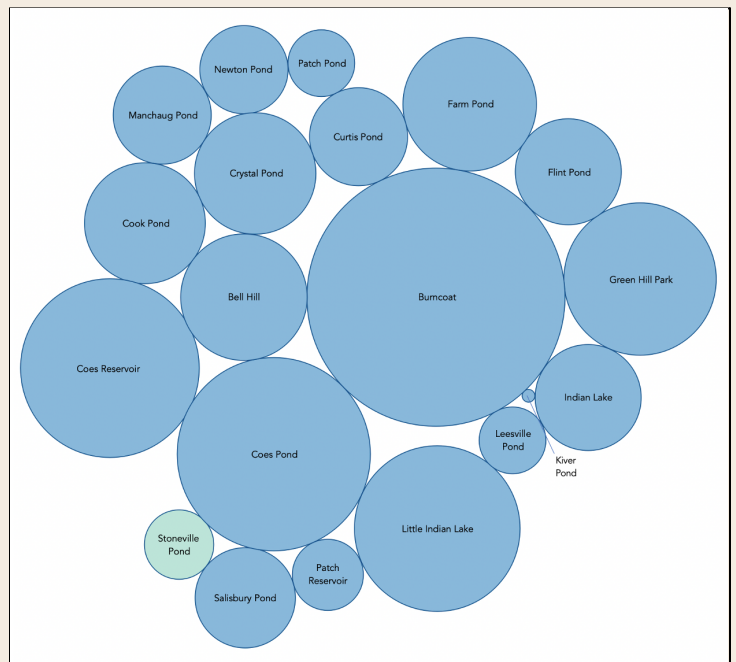 Newton Pond
Patch Pond
Manchaug Pond
Curtis Pond
Farm Pond
Crystal Pond
Flint Pond
Cook Pond
Bell Hill
Burncoat
Green Hill Park
Coes Reservoir
Indian Lake
Leesville
Pond
Kiver
Pond
Coes Pond
Little Indian Lake
Stoneville
Pond
Patch
Reservoir
Salisbury Pond